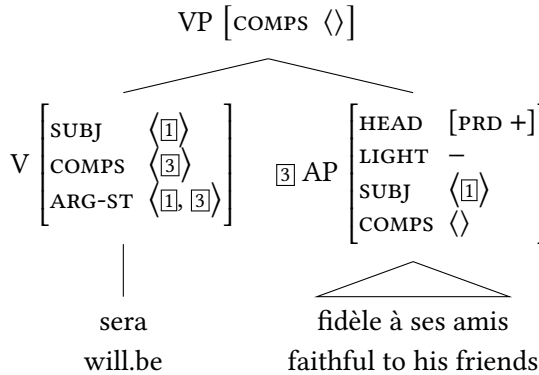 VP [COMPS ⟨⟩]
V [SUBJ ⟨1⟩
COMPS ⟨3⟩
ARG-ST ⟨1, 3⟩]
3 AP [HEAD [PRD +]
LIGHT –
SUBJ ⟨1⟩
COMPS ⟨⟩]
sera
will.be
fidèle à ses amis
faithful to his friends